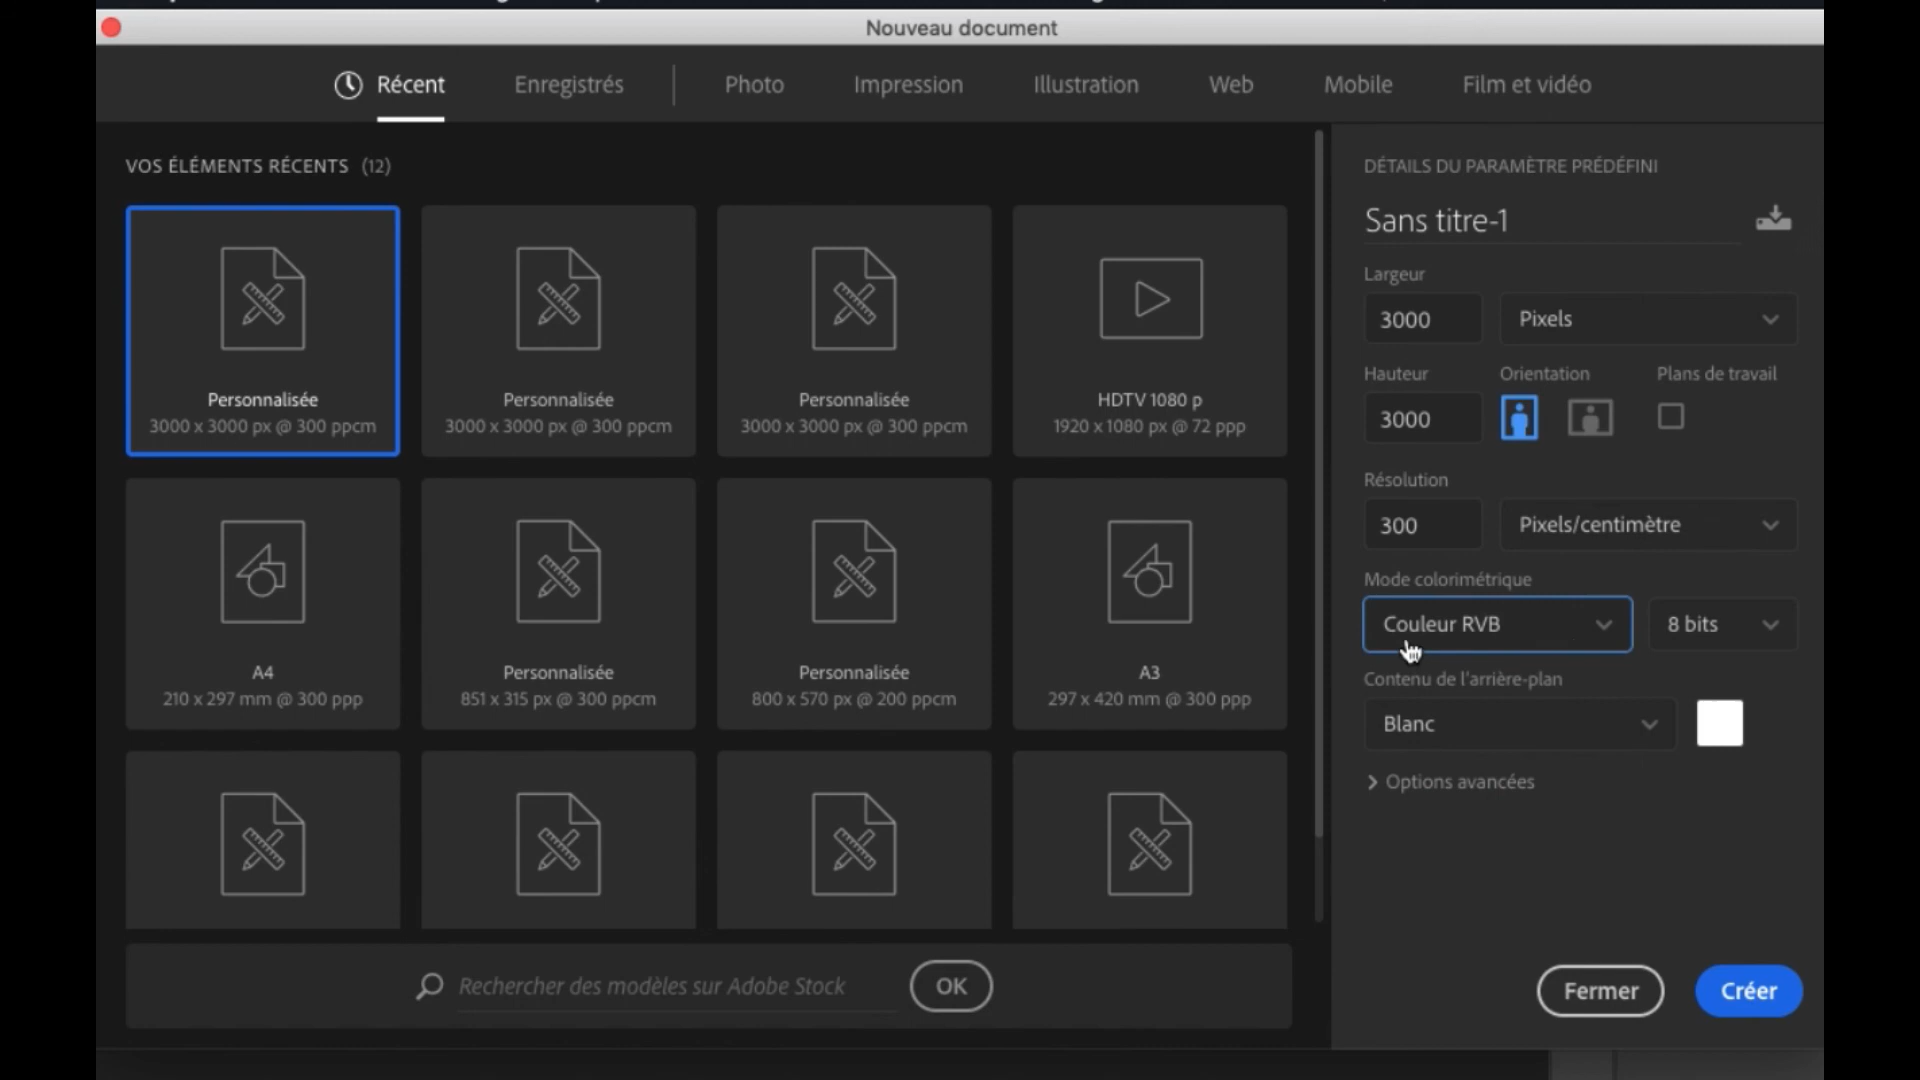 Nouveau document
Récent
Enregistrés
Photo
Impression
Illustration
Web
Mobile
Film et vidéo
VOS ÉLÉMENTS RÉCENTS (12)
Personnalisée
3000 x 3000 px @ 300 ppcm
Personnalisée
3000 x 3000 px @ 300 ppcm
Personnalisée
3000 x 3000 px @ 300 ppcm
HDTV 1080 p
1920 x 1080 px @ 72 ppp
A4
210 x 297 mm @ 300 ppp
Personnalisée
851 x 315 px @ 300 ppcm
Personnalisée
800 x 570 px @ 200 ppcm
A3
297 x 420 mm @ 300 ppp
Rechercher des modèles sur Adobe Stock
OK
DÉTAILS DU PARAMÈTRE PRÉDÉFINI
Sans titre-1
Largeur
3000
Pixels
Hauteur
Orientation
Plans de travail
3000
Résolution
300
Pixels/centimètre
Mode colorimétrique
Couleur RVB
8 bits
Contenu de l'arrière-plan
Blanc
Options avancées
Fermer
Créer